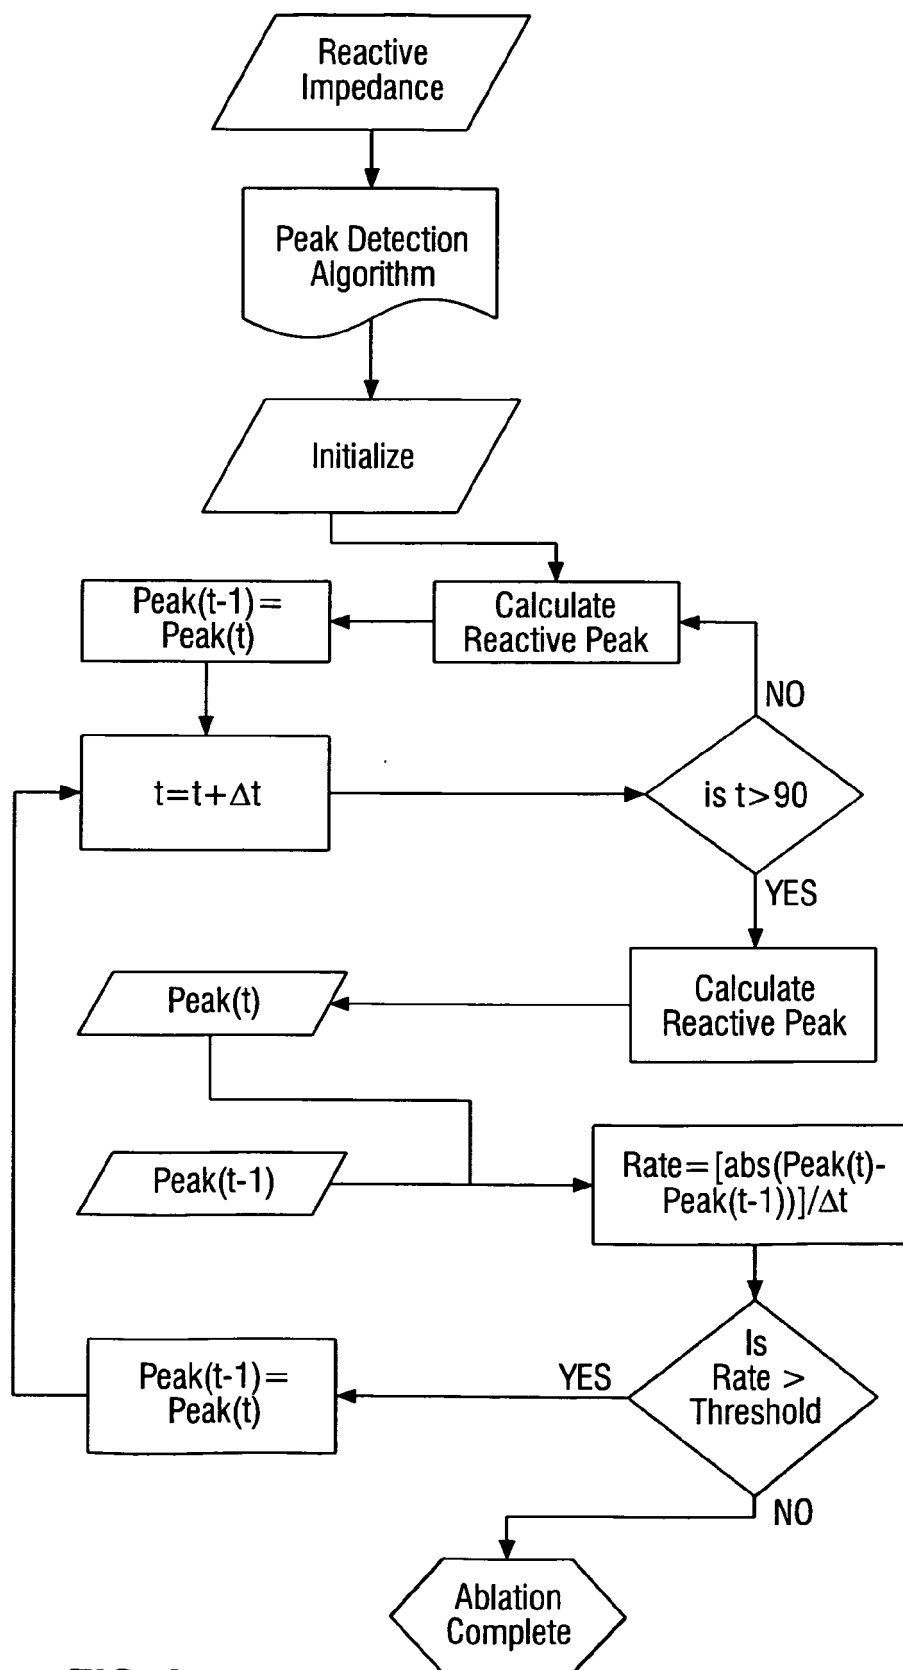 Reactive
Impedance
Peak Detection
Algorithm
Initialize
Peak(t-1)=
Peak(t)
Calculate
Reactive Peak
NO
t=t+Δt
is t>90
YES
Peak(t)
Calculate
Reactive Peak
Peak(t-1)
Rate=[abs(Peak(t)-
Peak(t-1))]/Δt
Is
Rate >
Threshold
YES
Peak(t-1)=
Peak(t)
NO
Ablation
Complete